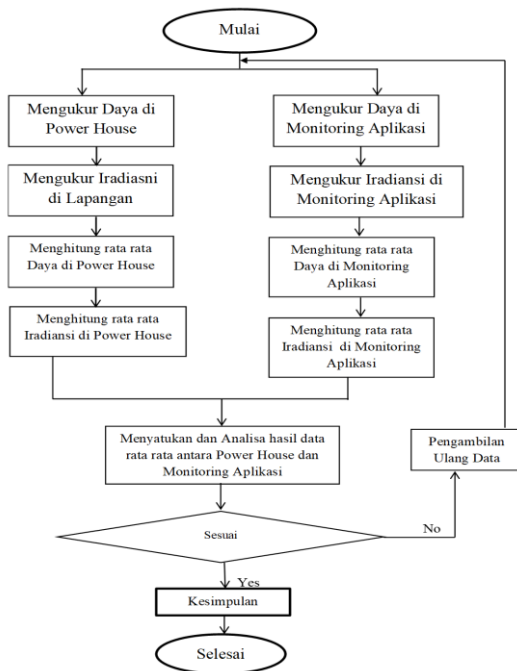 Mulai
Mengukur Daya di
Power House
Mengukur Iradiasni
di Lapangan
Menghitung rata rata
Daya di Power House
Menghitung rata rata
Iradiansi di Power House
Mengukur Daya di
Monitoring Aplikasi
Mengukur Iradiansi di
Monitoring Aplikasi
Menghitung rata rata
Daya di Monitoring
Aplikasi
Menghitung rata rata
Iradiansi di Monitoring
Aplikasi
Menyatukan dan Analisa hasil data
rata rata antara Power House dan
Monitoring Aplikasi
Pengambilan
Ulang Data
Sesuai
No
Yes
Kesimpulan
Selesai